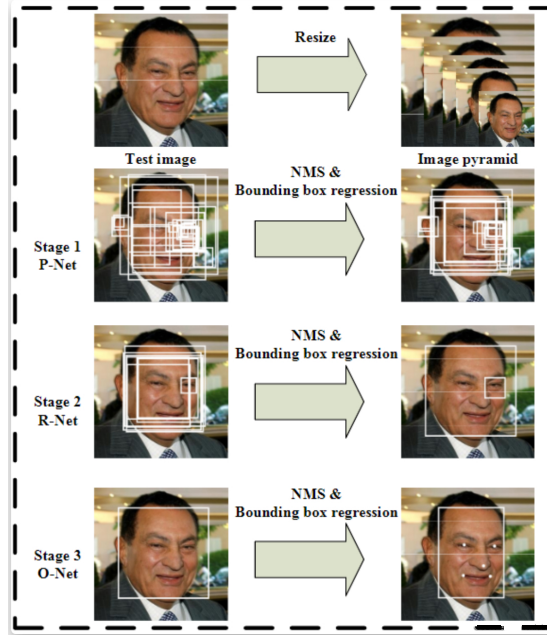 Resize
Test image
Image pyramid
NMS &
Bounding box regression
Stage 1
P-Net
NMS &
Bounding box regression
Stage 2
R-Net
NMS &
Bounding box regression
Stage 3
O-Net